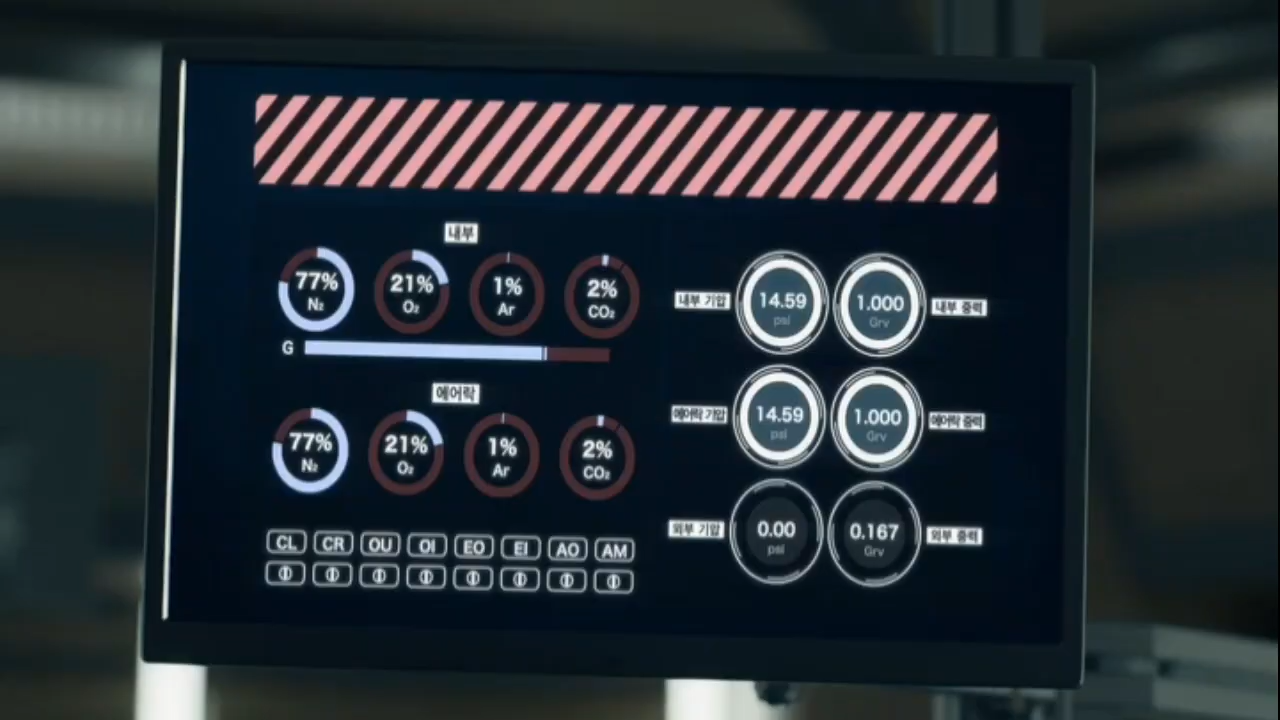 내부
77% 21% 1% 2%
N₂ O₂ Ar CO₂
G
에어락
77% 21% 1% 2%
N₂ O₂ Ar CO₂
CL CR OU OI EO EI AO AM
내부 기압 14.59 psi 1.000 Grv 내부 중력
에어락 기압 14.59 psi 1.000 Grv 에어락 중력
외부 기압 0.00 psi 0.167 Grv 외부 중력